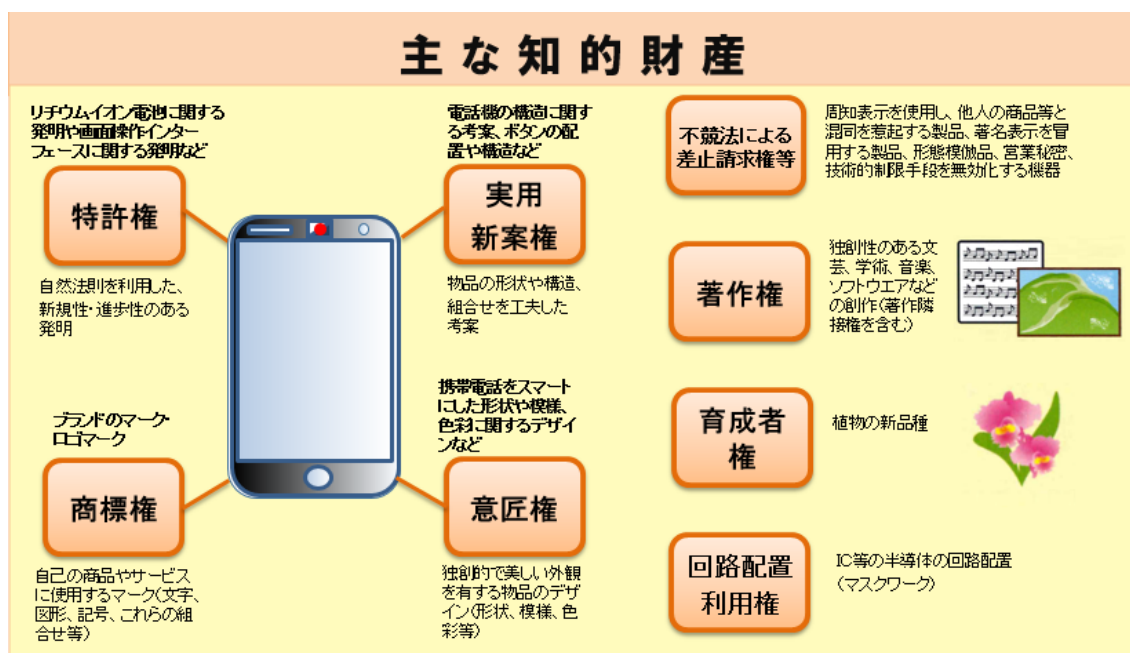 主な知的財産
リチウムイオン電池に関する
発明や画面操作インター
フェースに関する発明など
特許権
自然法則を利用した、
新規性・進歩性のある
発明
電話機の構造に関す
る考案、ボタンの配
置や構造など
実用
新案権
物品の形状や構造、
組合せを工夫した
考案
ブランドのマーク・
ロゴマーク
商標権
自己の商品やサービス
に使用するマーク(文字、
図形、記号、これらの組
合せ等)
携帯電話をスマート
にした形状や模様、
色彩に関するデザイ
ンなど
意匠権
独創的で美しい外観
を有する物品のデザ
イン(形状、模様、色
彩等)
不競法による
差止請求権等
周知表示を使用し、他人の商品等と
混同を惹起する製品、著名表示を冒
用する製品、形態模倣品、営業秘密、
技術的制限手段を無効化する機器
著作権
独創性のある文
芸、学術、音楽、
ソフトウエアなど
の創作(著作隣
接権を含む)
育成者
権
植物の新品種
回路配置
利用権
IC等の半導体の回路配置
(マスクワーク)